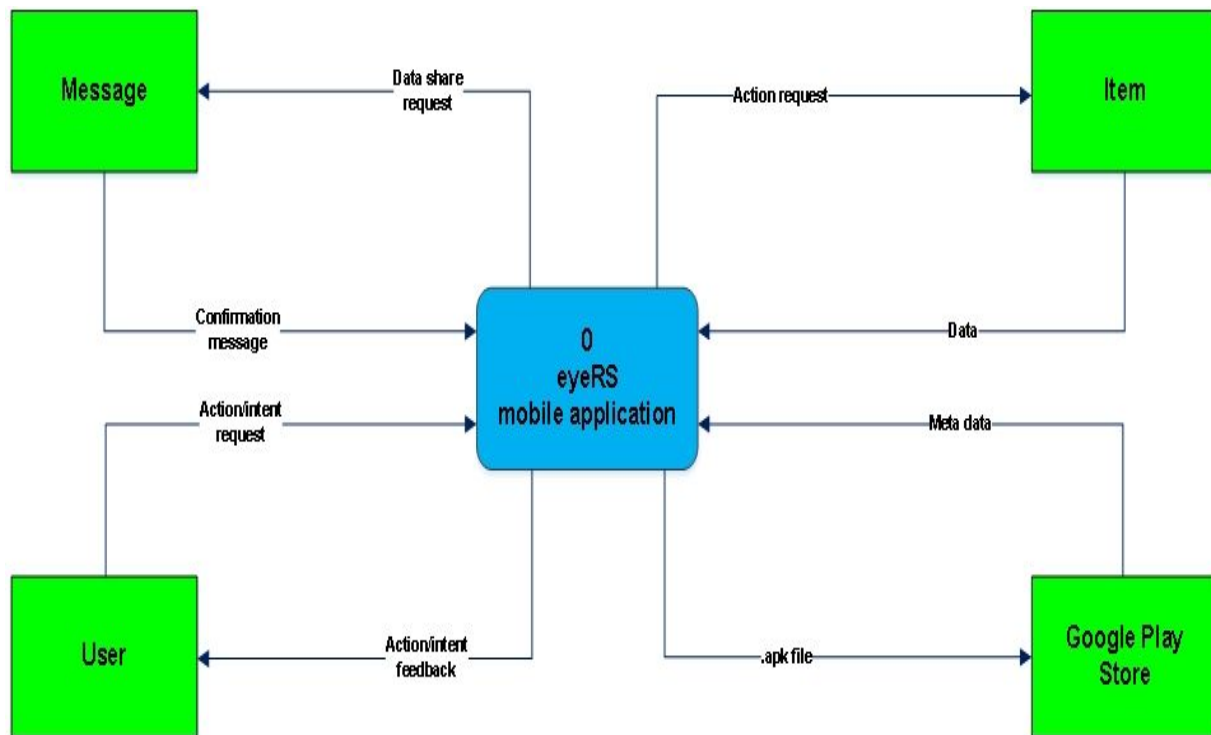 Message
Data share
request
Action request
Item
Confirmation
message
0
eyeRS
mobile application
Data
Action/intent
request
Meta data
User
Action/intent
feedback
.apk file
Google Play
Store